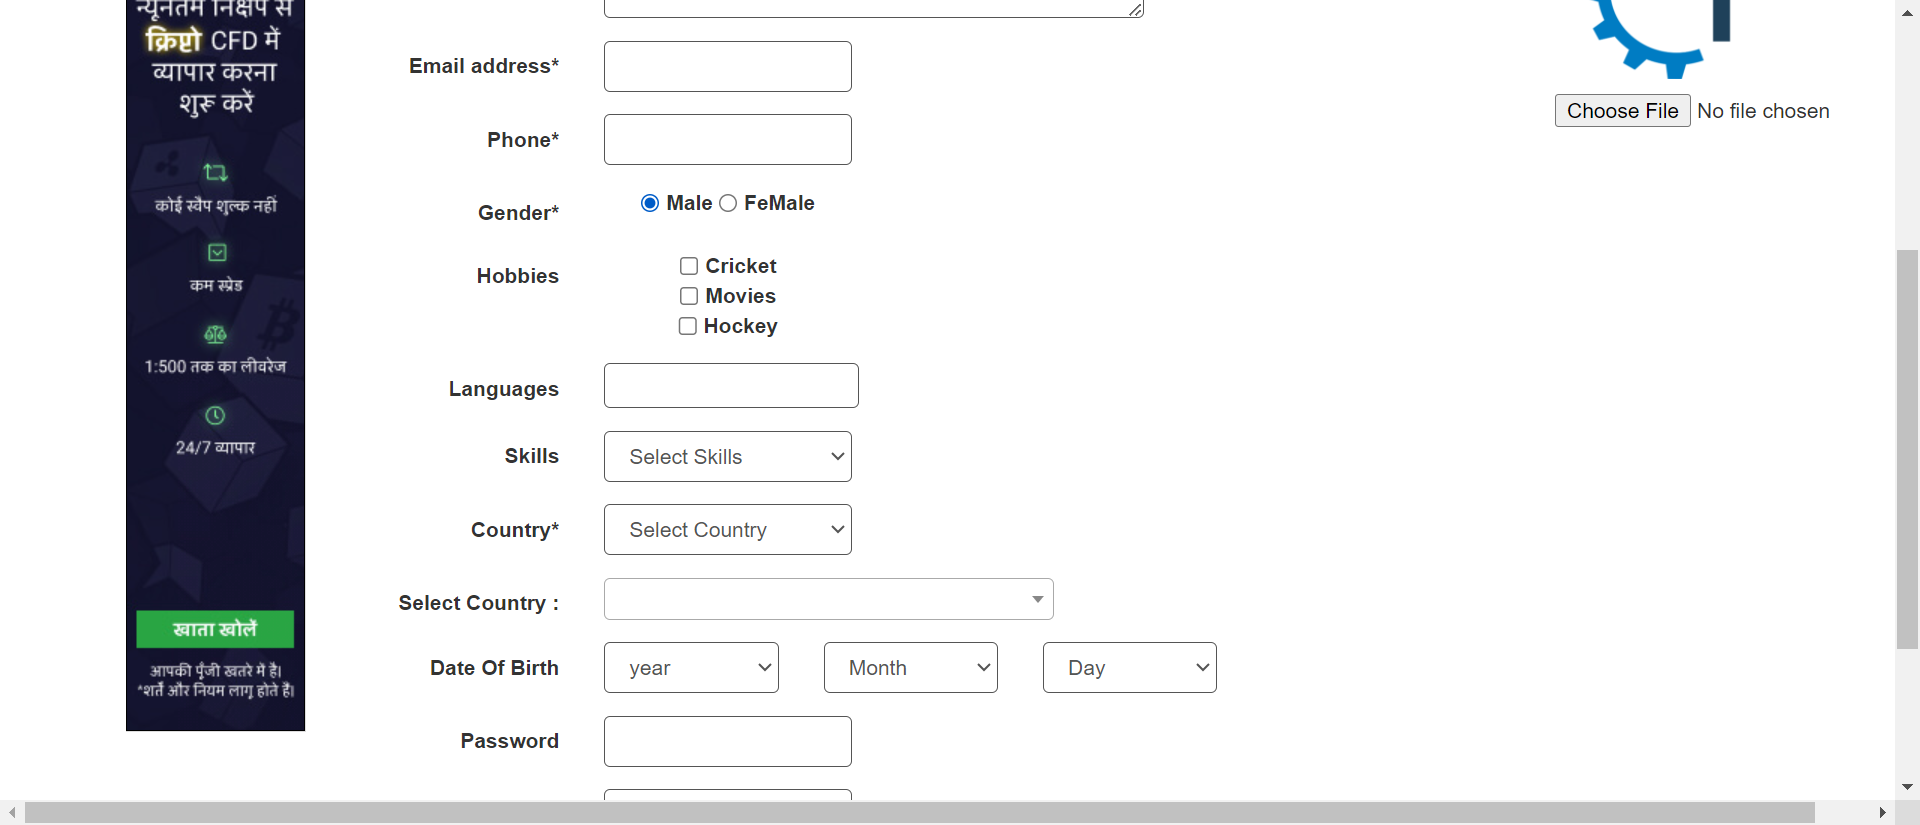 न्यूनतम निक्षेप से
क्रिप्टो CFD में
व्यापार करना
शुरू करें
कोई स्वैप शुल्क नहीं
कम स्प्रेड
1:500 तक का लीवरेज
24/7 व्यापार
खाता खोलें
आपकी पूँजी खतरे में है।
*शर्तें और नियम लागू होते हैं।
Email address*
Phone*
Gender* Male FeMale
Hobbies Cricket
Movies
Hockey
Languages
Skills Select Skills
Country* Select Country
Select Country :
Date Of Birth year Month Day
Password
Choose File No file chosen